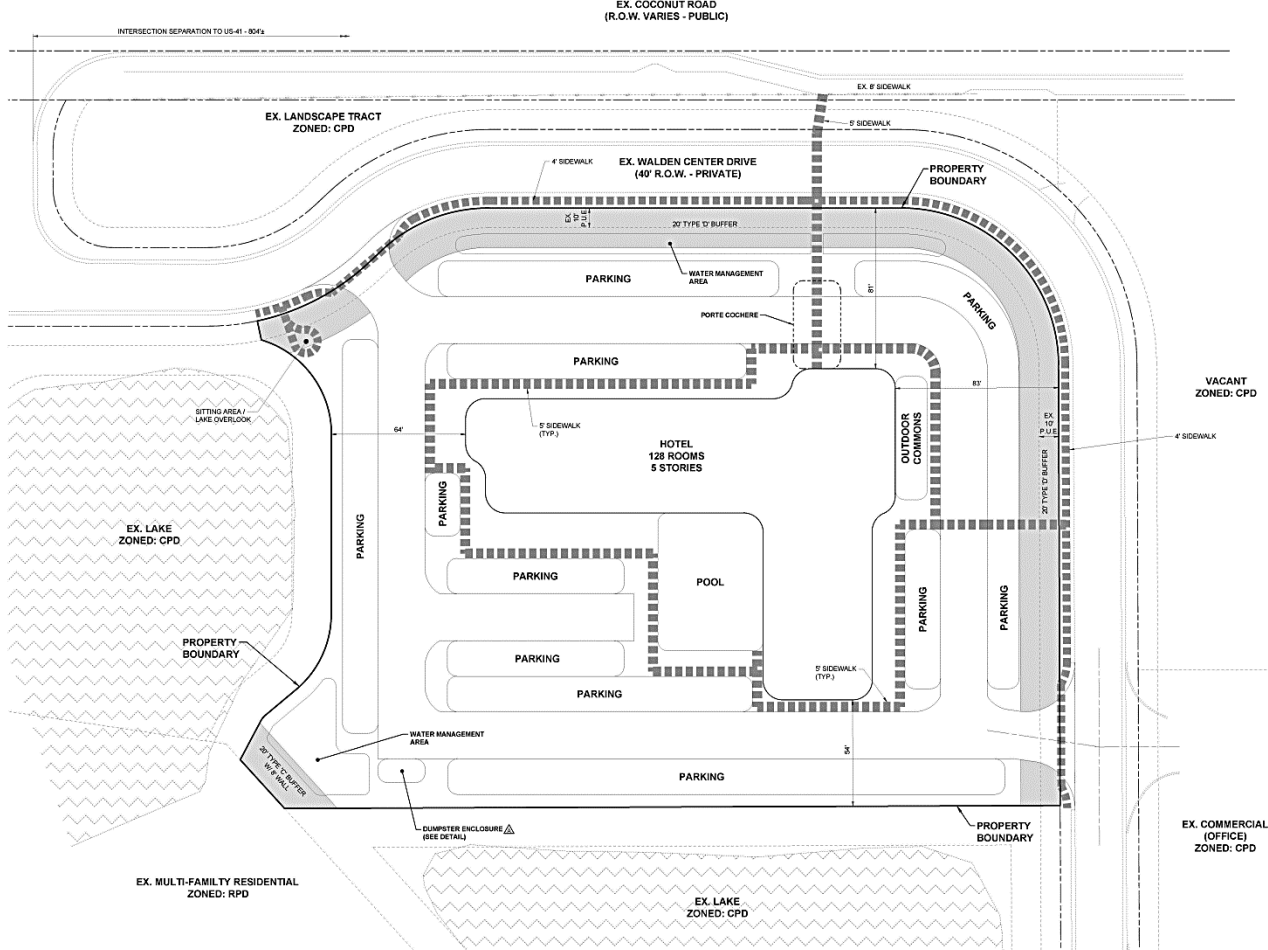 EX. COCONUT ROAD
(R.O.W. VARIES - PUBLIC)
INTERSECTION SEPARATION TO US-41 - 804'±
EX. 8' SIDEWALK
EX. LANDSCAPE TRACT
ZONED: CPD
5' SIDEWALK
4' SIDEWALK
EX. WALDEN CENTER DRIVE
(40' R.O.W. - PRIVATE)
PROPERTY
BOUNDARY
EX.
10'
P.U.E.
20' TYPE 'D' BUFFER
PARKING
WATER MANAGEMENT
AREA
81'
PARKING
PORTE COCHERE
PARKING
VACANT
ZONED: CPD
83'
SITTING AREA /
LAKE OVERLOOK
64'
5' SIDEWALK
(TYP.)
HOTEL
128 ROOMS
5 STORIES
OUTDOOR
COMMONS
EX.
10'
P.U.E.
4' SIDEWALK
20' TYPE 'D' BUFFER
PARKING
PARKING
EX. LAKE
ZONED: CPD
PARKING
POOL
PARKING
PARKING
PROPERTY
BOUNDARY
PARKING
5' SIDEWALK
(TYP.)
PARKING
WATER MANAGEMENT
AREA
54'
20' TYPE 'C' BUFFER
W/ 8' WALL
PARKING
DUMPSTER ENCLOSURE
(SEE DETAIL)
PROPERTY
BOUNDARY
EX. COMMERCIAL
(OFFICE)
ZONED: CPD
EX. MULTI-FAMILTY RESIDENTIAL
ZONED: RPD
EX. LAKE
ZONED: CPD